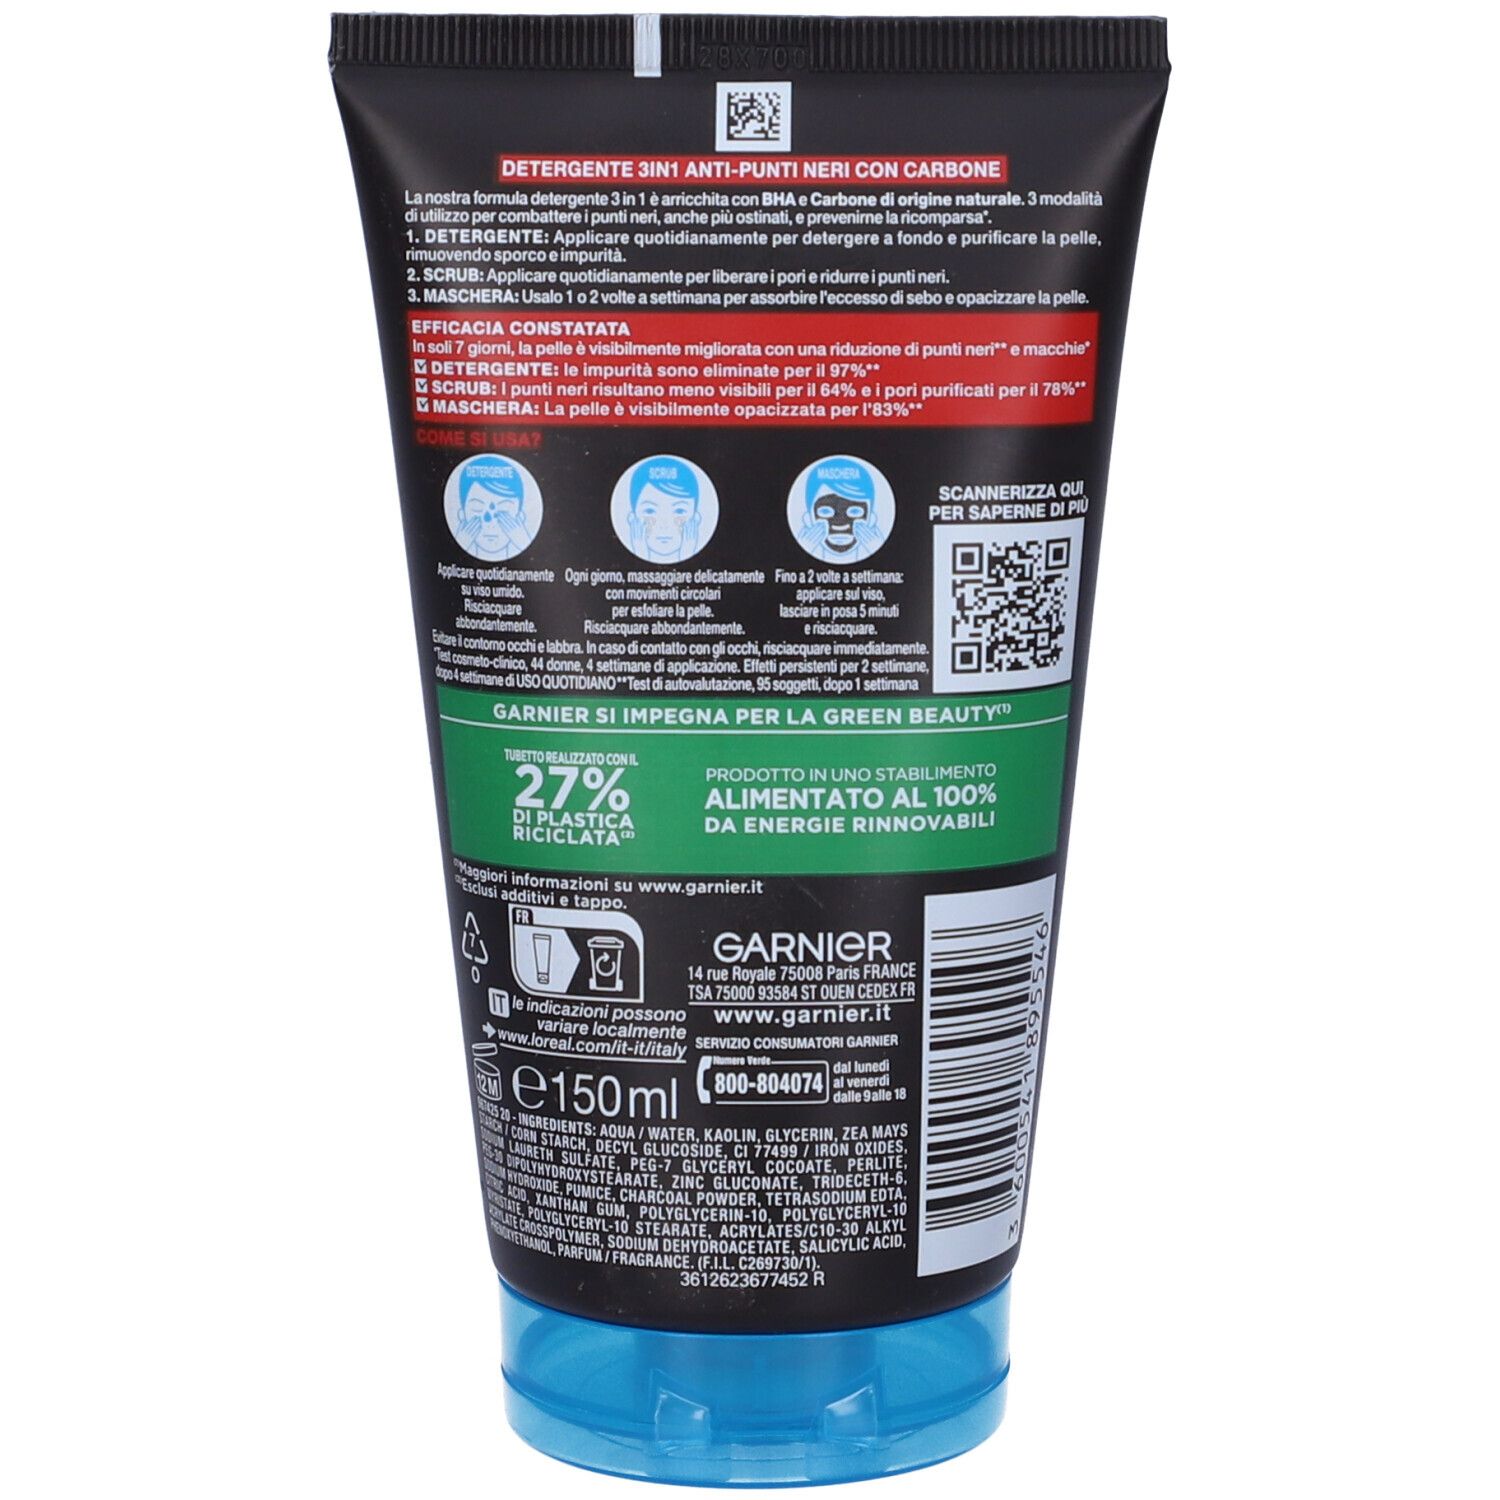 28X700
DETERGENTE 3IN1 ANTI-PUNTI NERI CON CARBONE
La nostra formula detergente 3 in 1 è arricchita con BHA e Carbone di origine naturale. 3 modalità
di utilizzo per combattere i punti neri, anche più ostinati, e prevenirne la ricomparsa*.
1. DETERGENTE: Applicare quotidianamente per detergere a fondo e purificare la pelle,
rimuovendo sporco e impurità.
2. SCRUB: Applicare quotidianamente per liberare i pori e ridurre i punti neri.
3. MASCHERA: Usalo 1 o 2 volte a settimana per assorbire l'eccesso di sebo e opacizzare la pelle.
EFFICACIA CONSTATATA
In soli 7 giorni, la pelle è visibilmente migliorata con una riduzione di punti neri** e macchie*
DETERGENTE: le impurità sono eliminate per il 97%**
SCRUB: I punti neri risultano meno visibili per il 64% e i pori purificati per il 78%**
MASCHERA: La pelle è visibilmente opacizzata per l'83%**
COME SI USA?
DETERGENTE
Applicare quotidianamente
su viso umido.
Risciacquare
abbondantemente.
SCRUB
Ogni giorno, massaggiare delicatamente
con movimenti circolari
per esfoliare la pelle.
Risciacquare abbondantemente.
MASCHERA
Fino a 2 volte a settimana:
applicare sul viso,
lasciare in posa 5 minuti
e risciacquare.
SCANNERIZZA QUI
PER SAPERNE DI PIÙ
Evitare il contorno occhi e labbra. In caso di contatto con gli occhi, risciacquare immediatamente.
*Test cosmeto-clinico, 44 donne, 4 settimane di applicazione. Effetti persistenti per 2 settimane,
dopo 4 settimane di USO QUOTIDIANO **Test di autovalutazione, 95 soggetti, dopo 1 settimana
GARNIER SI IMPEGNA PER LA GREEN BEAUTY(1)
TUBETTO REALIZZATO CON IL
27%
DI PLASTICA
RICICLATA(2)
PRODOTTO IN UNO STABILIMENTO
ALIMENTATO AL 100%
DA ENERGIE RINNOVABILI
(1)Maggiori informazioni su www.garnier.it
(2)Esclusi additivi e tappo.
7
O
FR
IT le indicazioni possono
variare localmente
www.loreal.com/it-it/italy
GARNIER
14 rue Royale 75008 Paris FRANCE
TSA 75000 93584 ST OUEN CEDEX FR
www.garnier.it
SERVIZIO CONSUMATORI GARNIER
Numero Verde
800-804074
dal lunedì
al venerdì
dalle 9 alle 18
12 M
e 150 ml
967425 20 - INGREDIENTS: AQUA / WATER, KAOLIN, GLYCERIN, ZEA MAYS
STARCH / CORN STARCH, DECYL GLUCOSIDE, CI 77499 / IRON OXIDES,
SODIUM LAURETH SULFATE, PEG-7 GLYCERYL COCOATE, PERLITE,
PEG-30 DIPOLYHYDROXYSTEARATE, ZINC GLUCONATE, TRIDECETH-6,
SODIUM HYDROXIDE, PUMICE, CHARCOAL POWDER, TETRASODIUM EDTA,
CITRIC ACID, XANTHAN GUM, POLYGLYCERIN-10, POLYGLYCERYL-10
MYRISTATE, POLYGLYCERYL-10 STEARATE, ACRYLATES/C10-30 ALKYL
ACRYLATE CROSSPOLYMER, SODIUM DEHYDROACETATE, SALICYLIC ACID,
PHENOXYETHANOL, PARFUM / FRAGRANCE. (F.I.L. C269730/1).
3612623677452 R
3 600541 895546